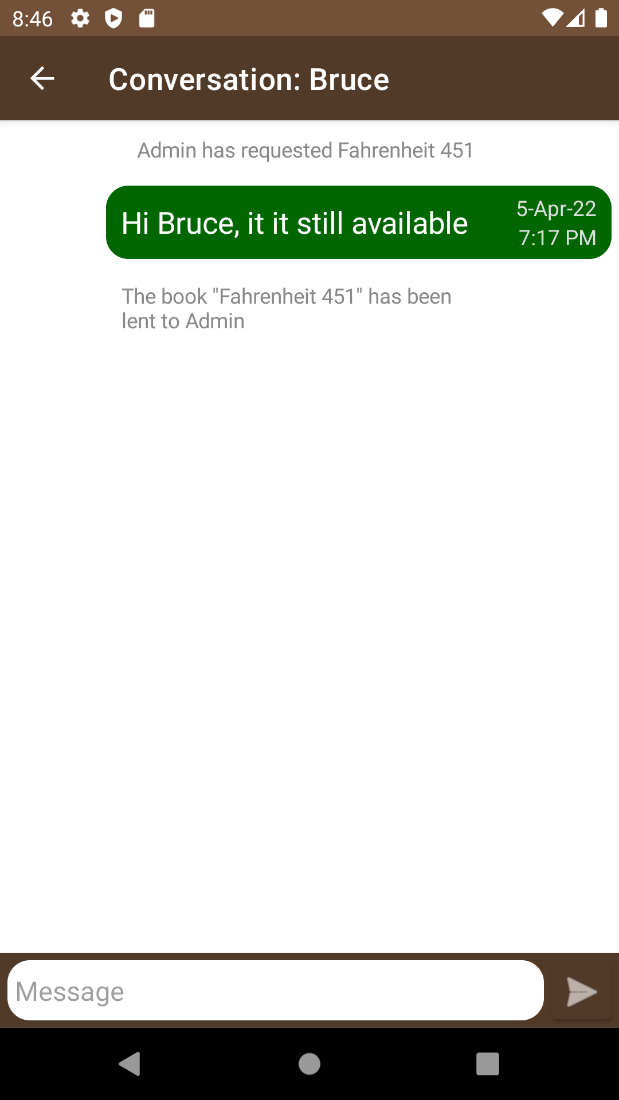 8:46
Conversation: Bruce
Admin has requested Fahrenheit 451
Hi Bruce, it it still available
5-Apr-22
7:17 PM
The book "Fahrenheit 451" has been
lent to Admin
Message